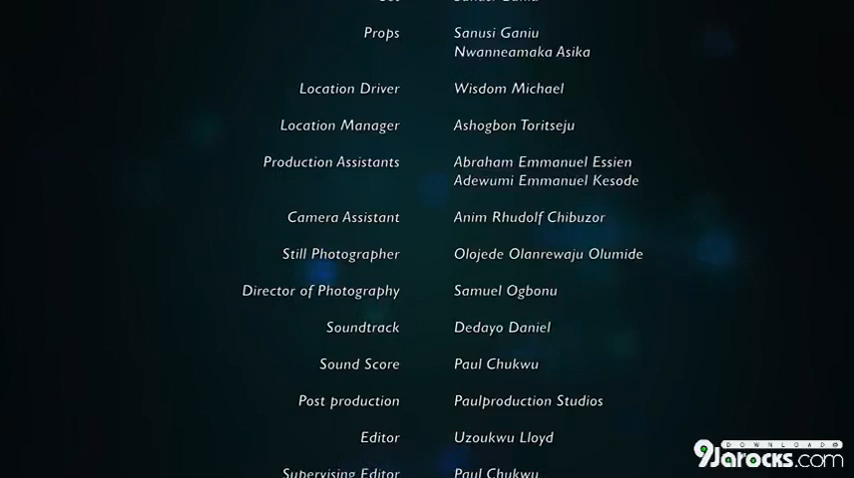 Props Sanusi Ganiu
Nwanneamaka Asika
Location Driver Wisdom Michael
Location Manager Ashogbon Toritseju
Production Assistants Abraham Emmanuel Essien
Adewumi Emmanuel Kesode
Camera Assistant Anim Rhudolf Chibuzor
Still Photographer Olojede Olanrewaju Olumide
Director of Photography Samuel Ogbonu
Soundtrack Dedayo Daniel
Sound Score Paul Chukwu
Post production Paulproduction Studios
Editor Uzoukwu Lloyd
Supervising Editor Paul Chukwu
DOWNLOAD@
9Jarocks.com